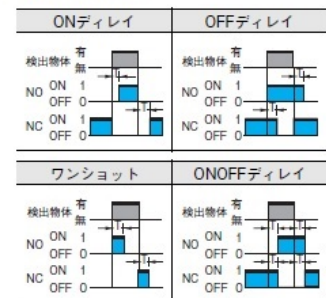 ONディレイ
検出物体 有
無
T
NO ON 1
OFF 0
T
NC ON 1
OFF 0
OFFディレイ
検出物体 有
無
T
NO ON 1
OFF 0
T
NC ON 1
OFF 0
ワンショット
検出物体 有
無
T
NO ON 1
OFF 0
T
NC ON 1
OFF 0
ONOFFディレイ
検出物体 有
無
T T
NO ON 1
OFF 0
T T
NC ON 1
OFF 0